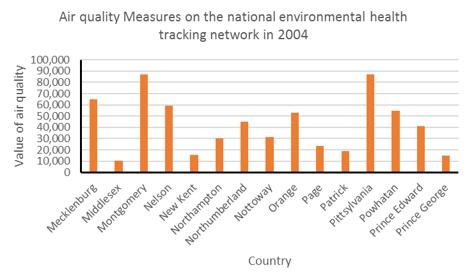 Air quality Measures on the national environmental health
tracking network in 2004
Value of air quality
100,000
90,000
80,000
70,000
60,000
50,000
40,000
30,000
20,000
10,000
0
Mecklenburg
Middlesex
Montgomery
Nelson
New Kent
Northampton
Northumberland
Nottoway
Orange
Page
Patrick
Pittsylvania
Powhatan
Prince Edward
Prince George
Country